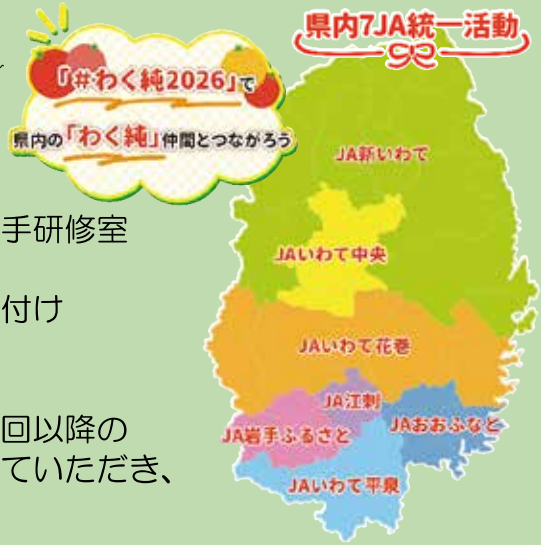 県内7JA統一活動
「#わく純2026」で
県内の「わく純」仲間とつながろう
JA新いわて
手研修室
JAいわて中央
付け
JAいわて花巻
JA江刺
回以降の
JA岩手ふるさと
JAおおふなと
ていただき、
JAいわて平泉